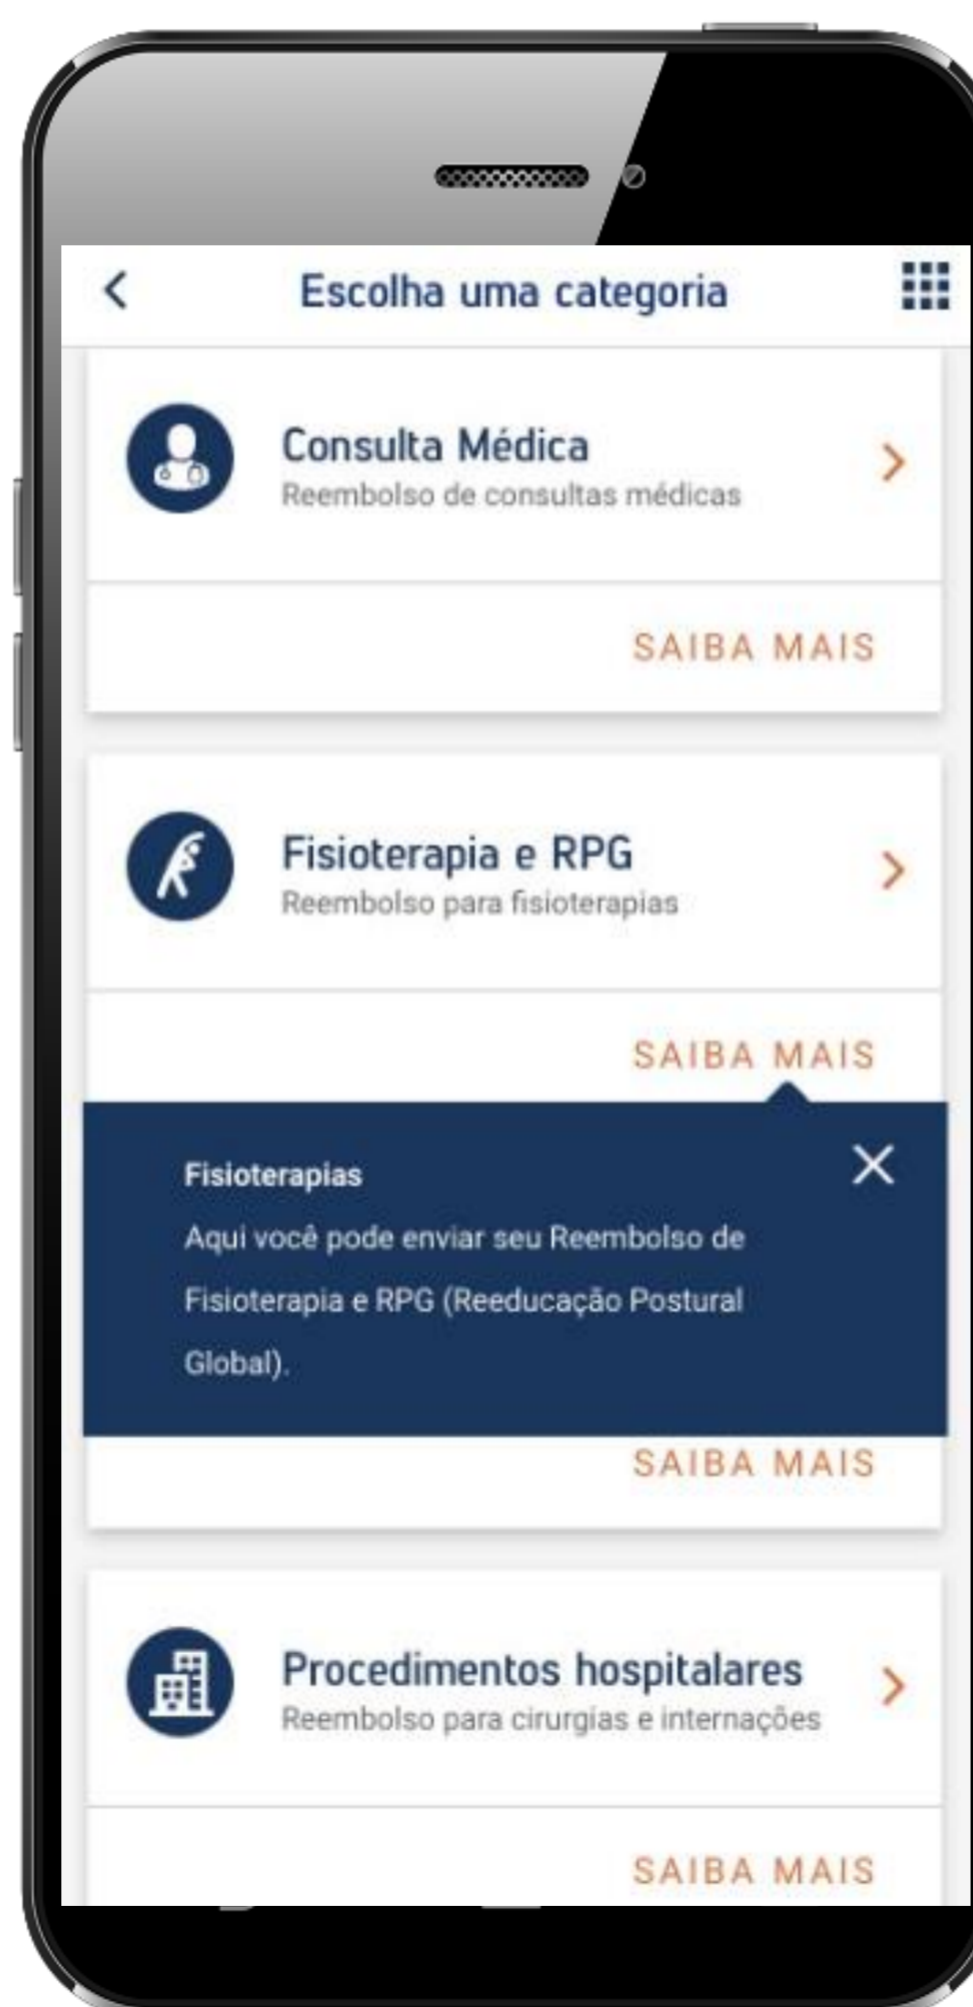 Escolha uma categoria
Consulta Médica
Reembolso de consultas médicas
SAIBA MAIS
Fisioterapia e RPG
Reembolso para fisioterapias
SAIBA MAIS
Fisioterapias
Aqui você pode enviar seu Reembolso de
Fisioterapia e RPG (Reeducação Postural
Global).
SAIBA MAIS
Procedimentos hospitalares
Reembolso para cirurgias e internações
SAIBA MAIS